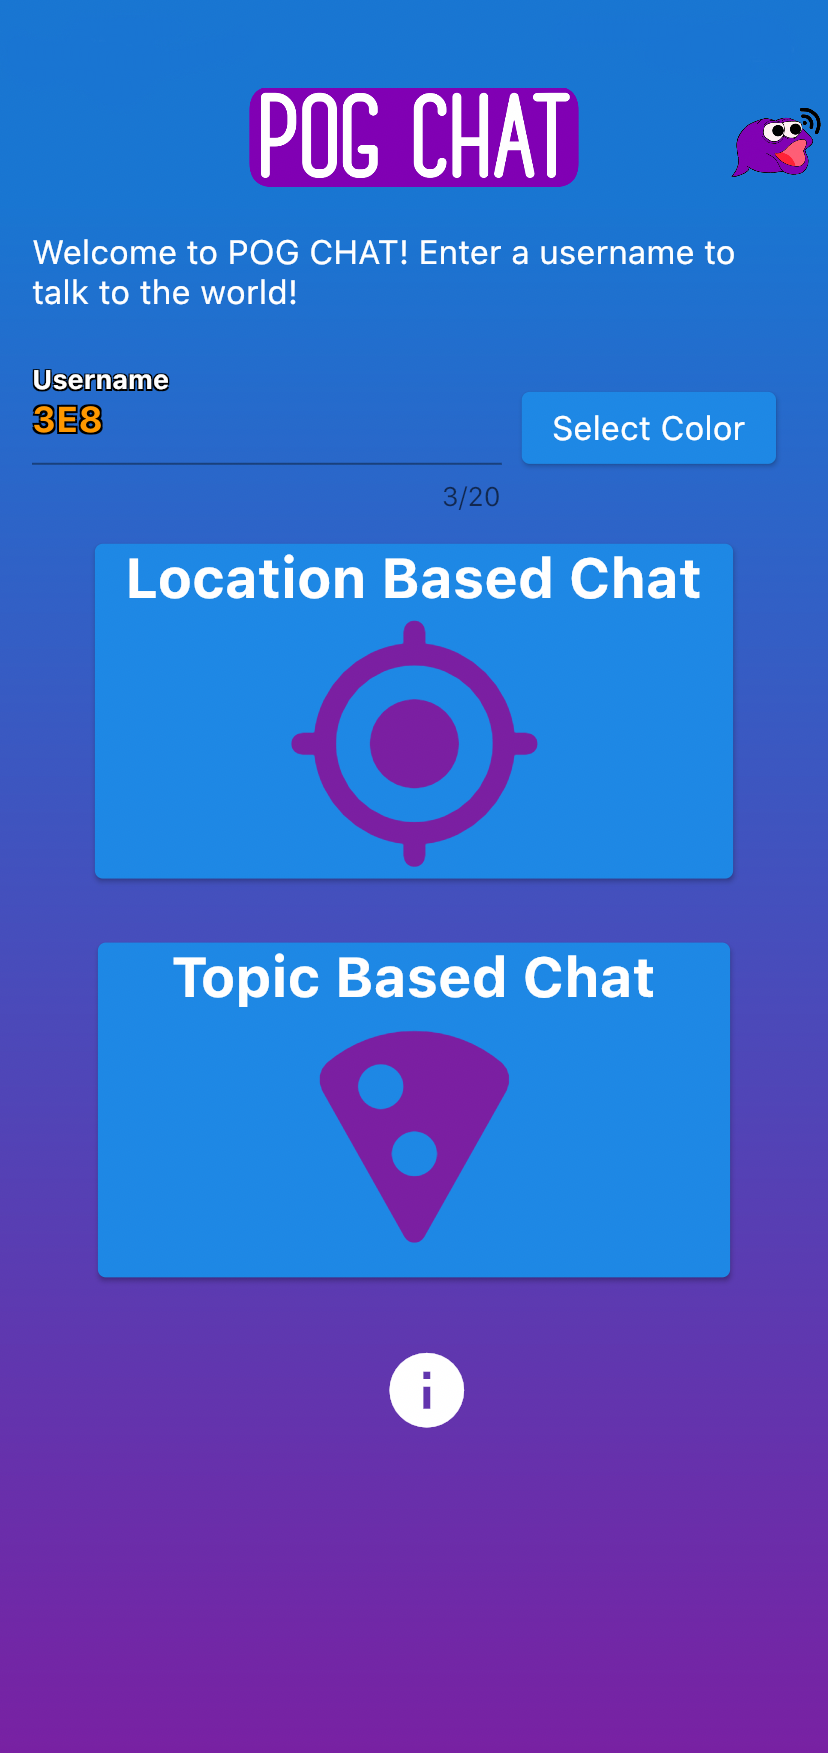 POG CHAT
Welcome to POG CHAT! Enter a username to
talk to the world!
Username
3E8
Select Color
3/20
Location Based Chat
Topic Based Chat
i